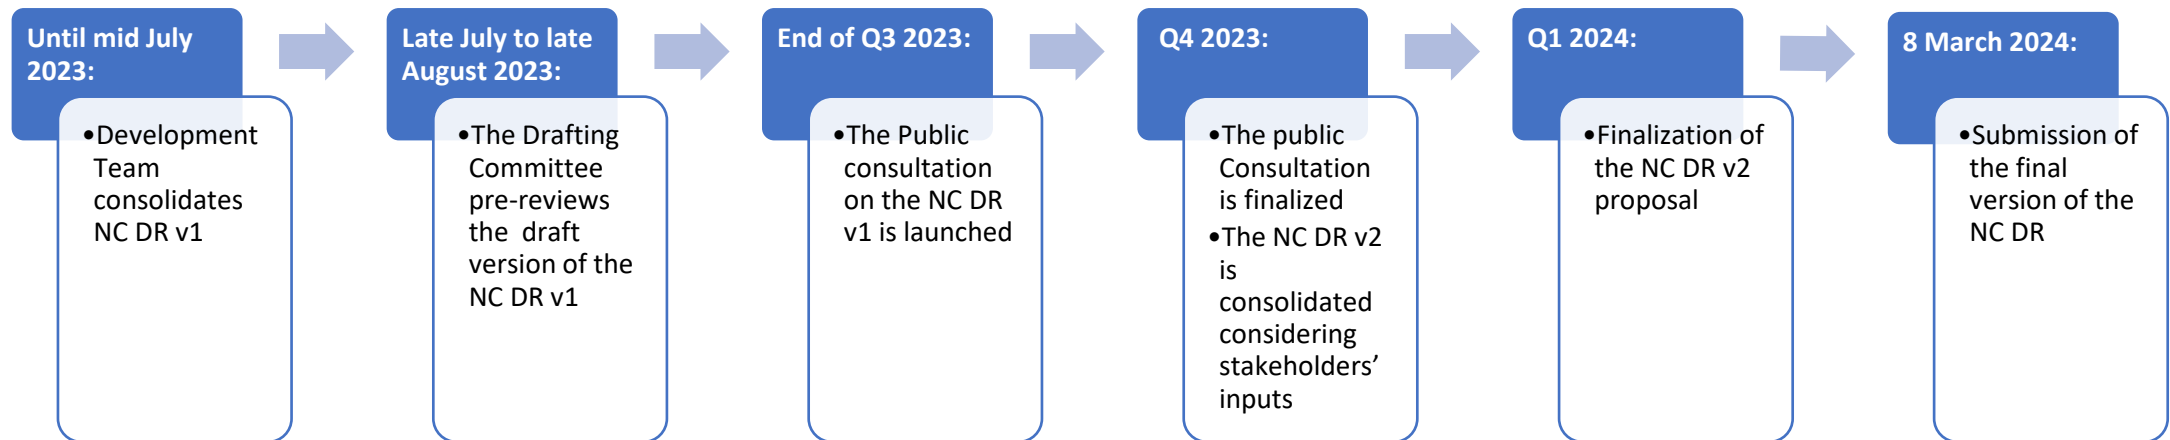 Until mid July
2023:
•Development
Team
consolidates
NC DR v1
Late July to late
August 2023:
•The Drafting
Committee
pre-reviews
the  draft
version of the
NC DR v1
End of Q3 2023:
•The Public
consultation
on the NC DR
v1 is launched
Q4 2023:
•The public
Consultation
is finalized
•The NC DR v2
is
consolidated
considering
stakeholders’
inputs
Q1 2024:
•Finalization of
the NC DR v2
proposal
8 March 2024:
•Submission of
the final
version of the
NC DR